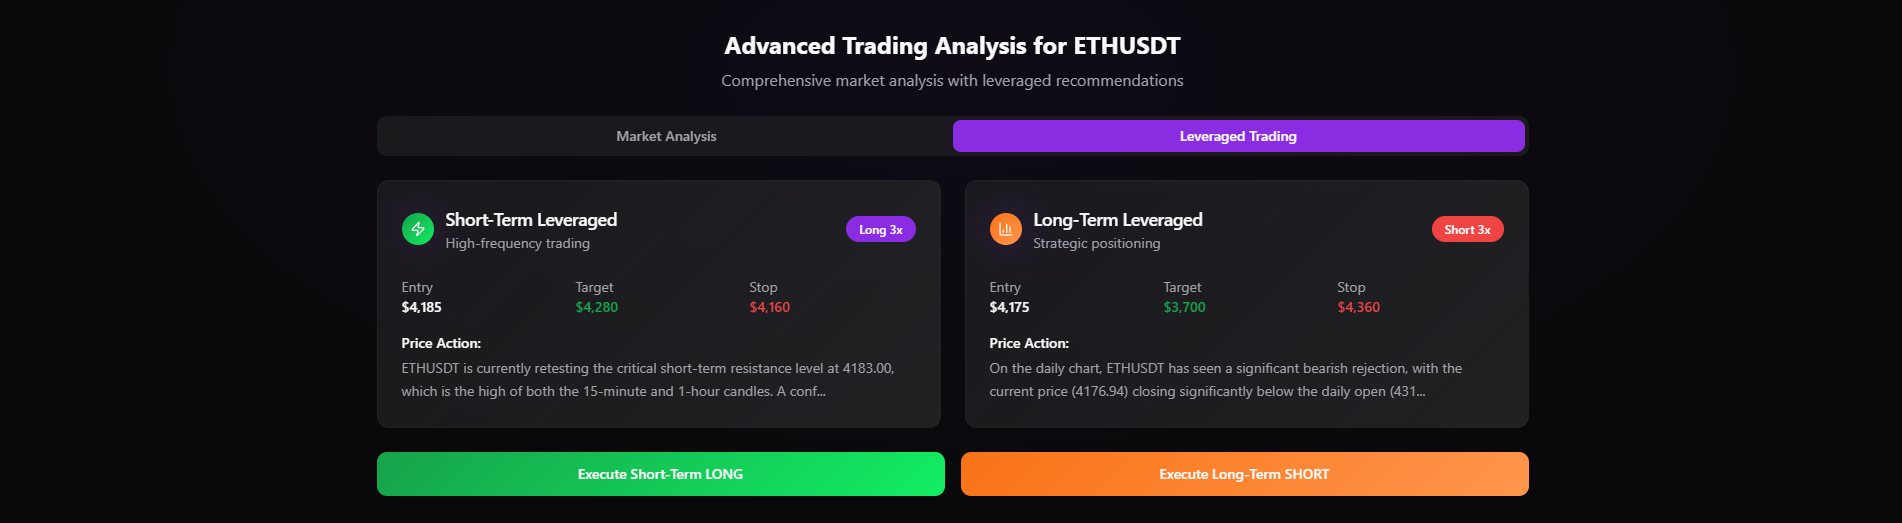 Advanced Trading Analysis for ETHUSDT
Comprehensive market analysis with leveraged recommendations
Market Analysis
Leveraged Trading
Short-Term Leveraged
High-frequency trading
Long 3x
Entry
Target
Stop
$4,185
$4,280
$4,160
Price Action:
ETHUSDT is currently retesting the critical short-term resistance level at 4183.00,
which is the high of both the 15-minute and 1-hour candles. A conf...
Long-Term Leveraged
Strategic positioning
Short 3x
Entry
Target
Stop
$4,175
$3,700
$4,360
Price Action:
On the daily chart, ETHUSDT has seen a significant bearish rejection, with the
current price (4176.94) closing significantly below the daily open (431...
Execute Short-Term LONG
Execute Long-Term SHORT